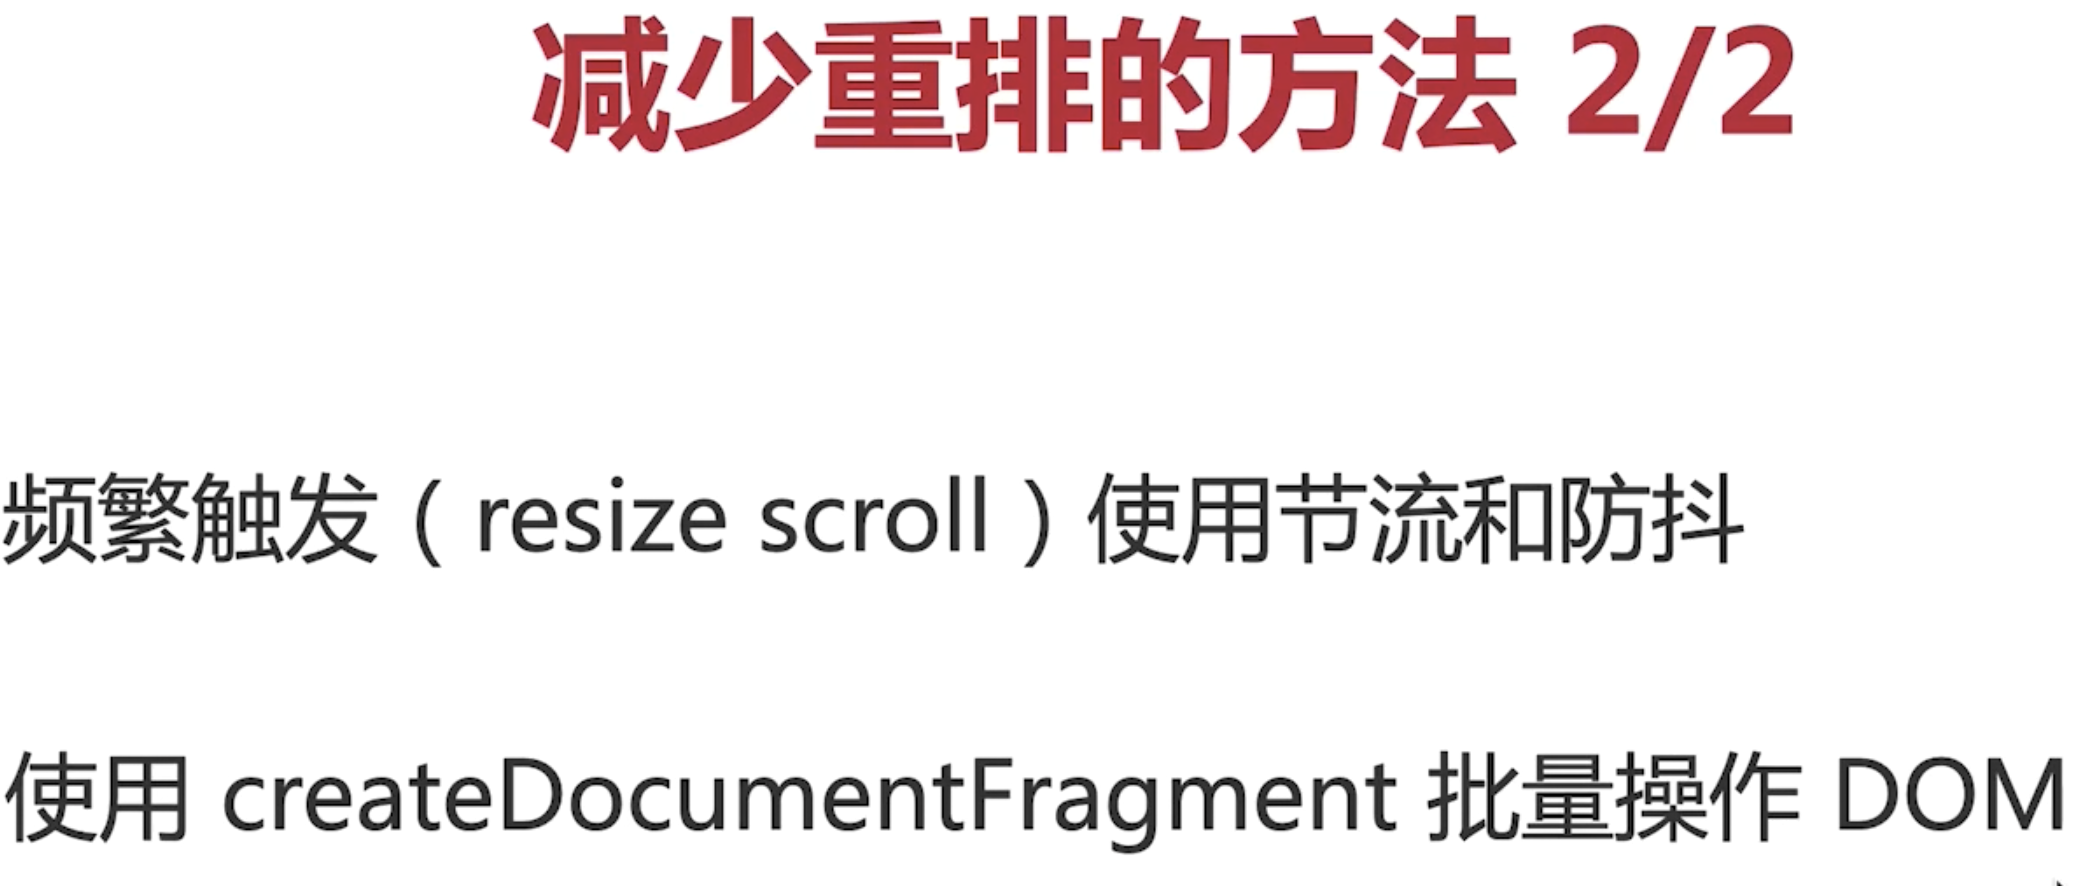 减少重排的方法 2/2
频繁触发（resize scroll）使用节流和防抖
使用 createDocumentFragment 批量操作 DOM